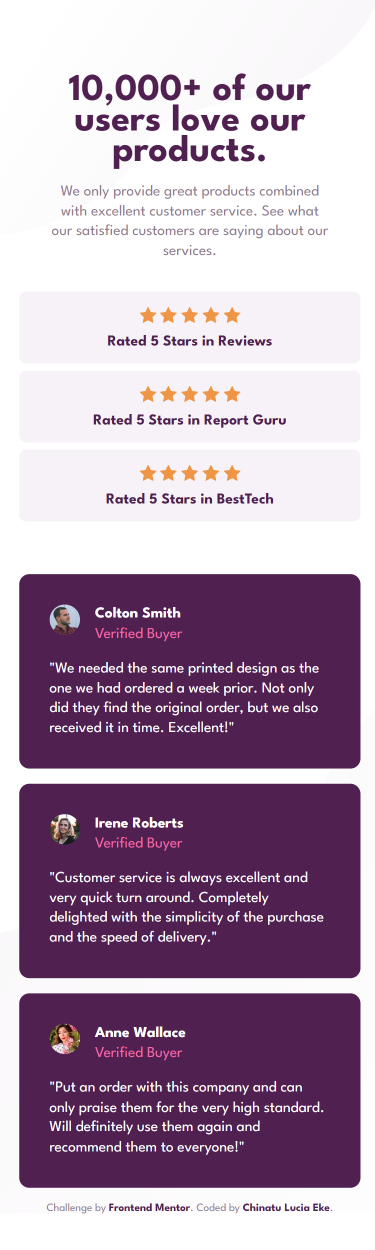 10,000+ of our
users love our
products.
We only provide great products combined
with excellent customer service. See what
our satisfied customers are saying about our
services.
Rated 5 Stars in Reviews
Rated 5 Stars in Report Guru
Rated 5 Stars in BestTech
Colton Smith
Verified Buyer
"We needed the same printed design as the
one we had ordered a week prior. Not only
did they find the original order, but we also
received it in time. Excellent!"
Irene Roberts
Verified Buyer
"Customer service is always excellent and
very quick turn around. Completely
delighted with the simplicity of the purchase
and the speed of delivery."
Anne Wallace
Verified Buyer
"Put an order with this company and can
only praise them for the very high standard.
Will definitely use them again and
recommend them to everyone!"
Challenge by Frontend Mentor. Coded by Chinatu Lucia Eke.